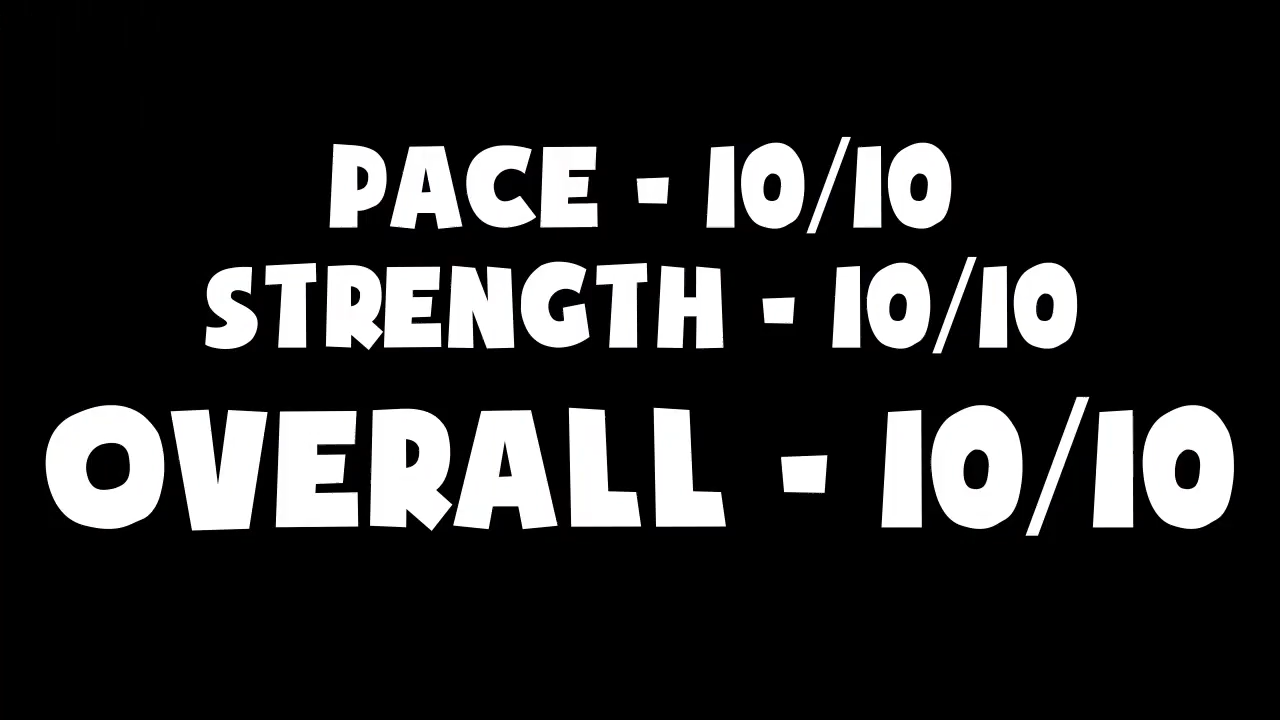 PACE - 10/10
STRENGTH - 10/10
OVERALL - 10/10